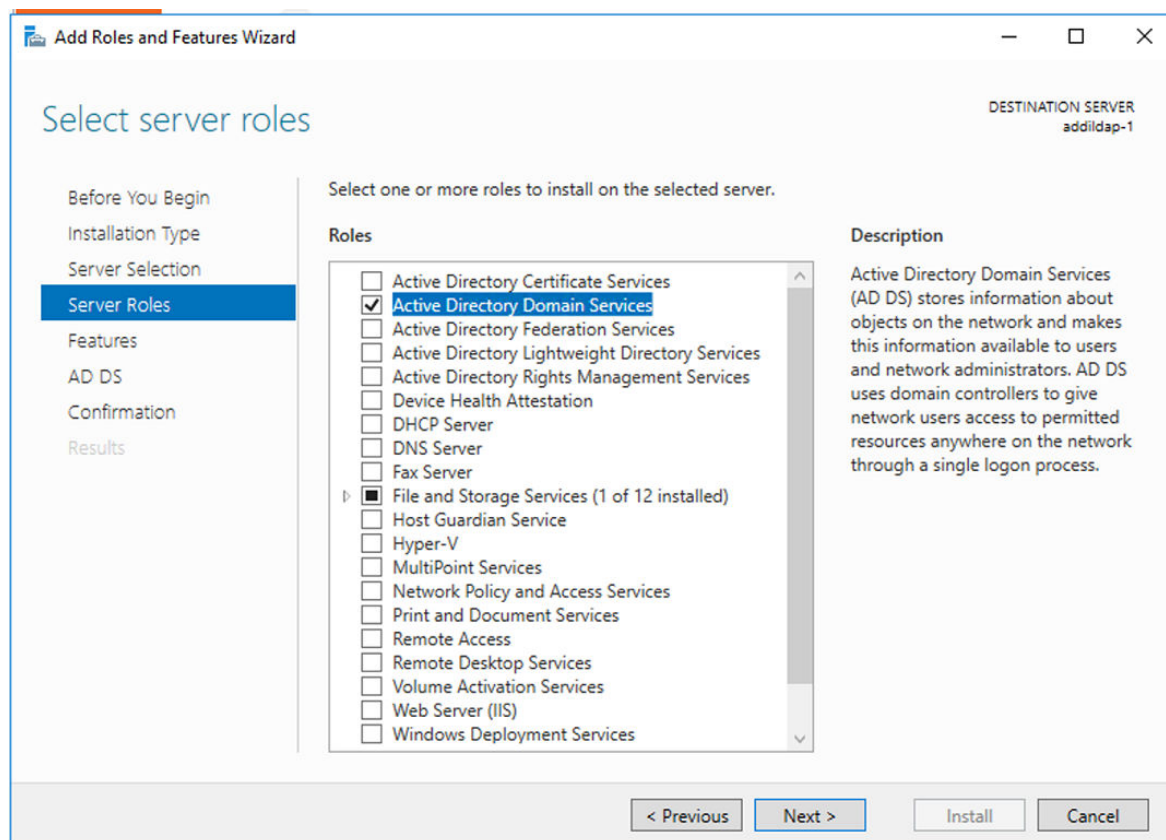 Add Roles and Features Wizard
Select server roles
DESTINATION SERVER
addildap-1
Before You Begin
Installation Type
Server Selection
Server Roles
Features
AD DS
Confirmation
Results
Select one or more roles to install on the selected server.
Roles
Active Directory Certificate Services
Active Directory Domain Services
Active Directory Federation Services
Active Directory Lightweight Directory Services
Active Directory Rights Management Services
Device Health Attestation
DHCP Server
DNS Server
Fax Server
File and Storage Services (1 of 12 installed)
Host Guardian Service
Hyper-V
MultiPoint Services
Network Policy and Access Services
Print and Document Services
Remote Access
Remote Desktop Services
Volume Activation Services
Web Server (IIS)
Windows Deployment Services
Description
Active Directory Domain Services
(AD DS) stores information about
objects on the network and makes
this information available to users
and network administrators. AD DS
uses domain controllers to give
network users access to permitted
resources anywhere on the network
through a single logon process.
< Previous
Next >
Install
Cancel